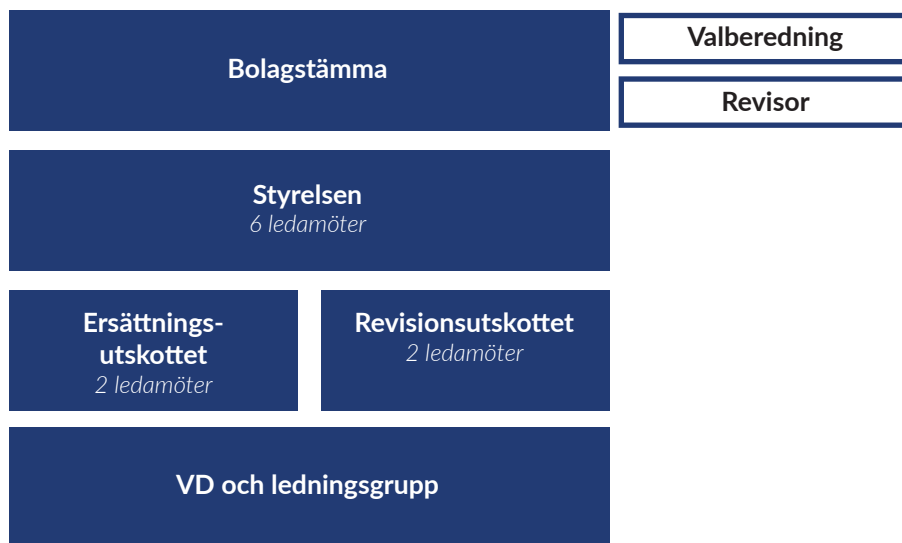 Bolagstämma
Valberedning
Revisor
Styrelsen
6 ledamöter
Ersättnings-
utskottet
2 ledamöter
Revisionsutskottet
2 ledamöter
VD och ledningsgrupp